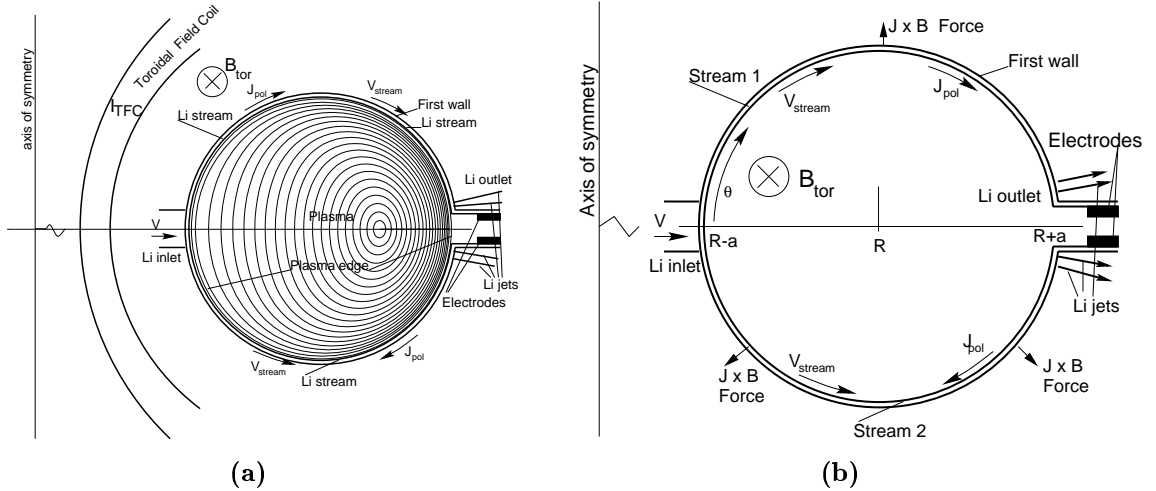 axis of symmetry
Toroidal Field Coil
I_TFC
B_tor
J_pol
V_stream
First wall
Li stream
Li stream
Li outlet
V
Plasma
Li inlet
Plasma edge
Li jets
Electrodes
V_stream
J_pol
Li stream
(a)
Axis of symmetry
J x B Force
Stream 1
First wall
V_stream
J_pol
Electrodes
θ
B_tor
Li outlet
V
R-a
R
R+a
Li inlet
Li jets
J_pol
V_stream
J x B
Force
J x B
Force
Stream 2
(b)